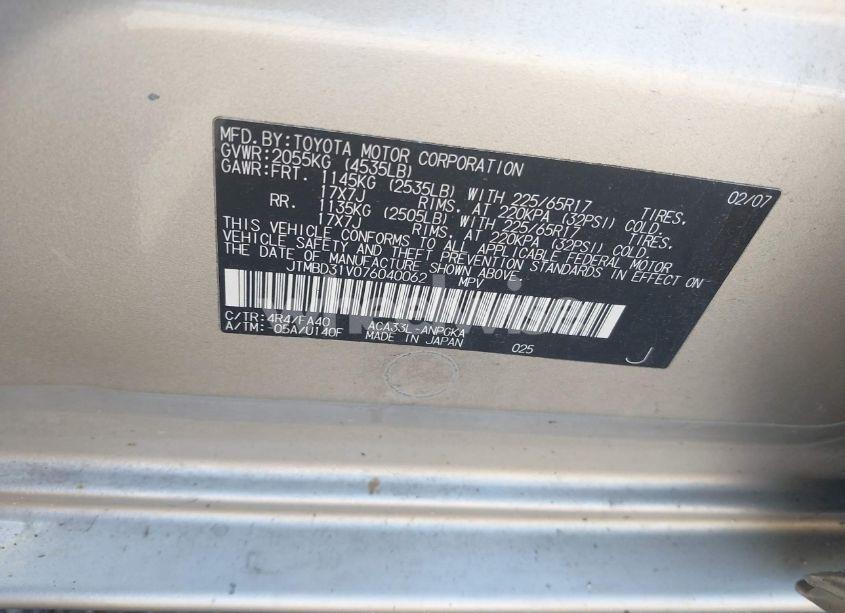 MFD. BY: TOYOTA MOTOR CORPORATION 02/07
GVWR: 2055KG (4535LB)
GAWR: FRT. 1145KG (2535LB) WITH 225/65R17 TIRES.
17X7J RIMS. AT 220KPA (32PSI) COLD.
RR. 1135KG (2505LB) WITH 225/65R17 TIRES.
17X7J RIMS. AT 220KPA (32PSI) COLD.
THIS VEHICLE CONFORMS TO ALL APPLICABLE FEDERAL MOTOR
VEHICLE SAFETY AND THEFT PREVENTION STANDARDS IN EFFECT ON
THE DATE OF MANUFACTURE SHOWN ABOVE.
JTMBD31V076040062 MPV
C/TR: 4R4/FA40 ACA33L-ANPGKA
A/TM: -05A/U140F MADE IN JAPAN 025 J